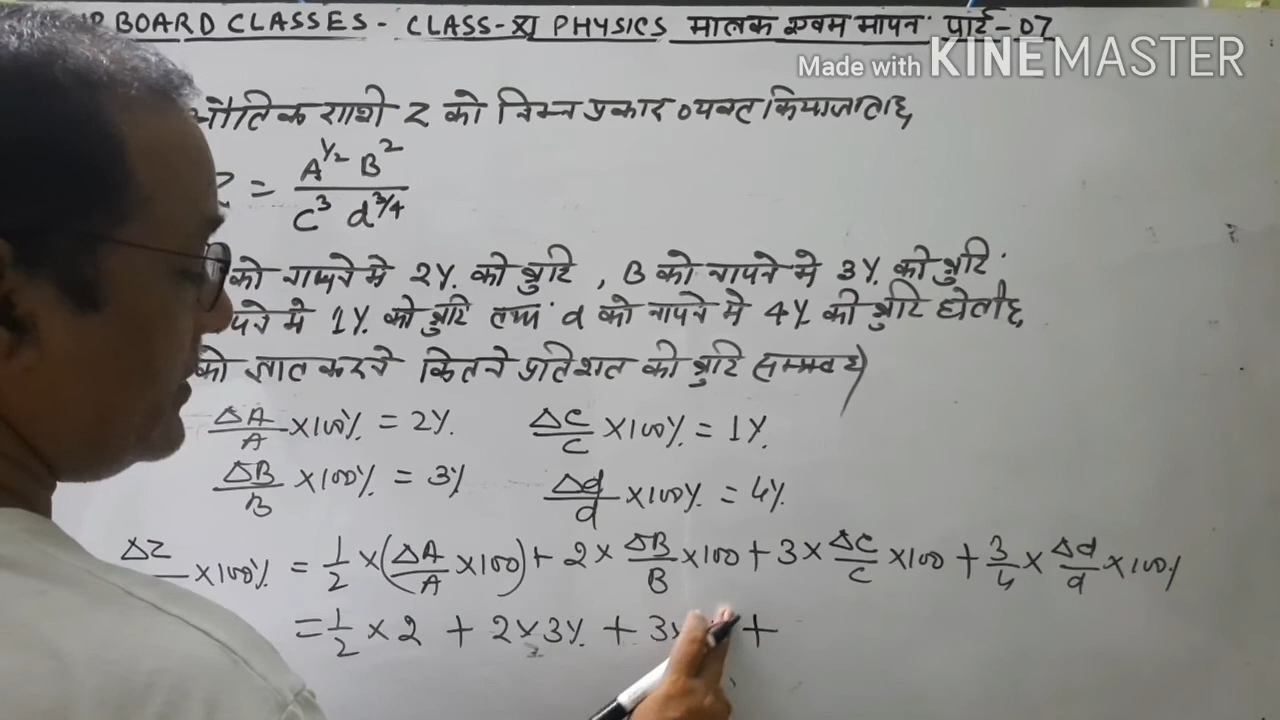 BOARD CLASSES - CLASS-XI PHYSICS मात्रक एवम मापन पार्ट-07
Made with KINEMASTER
भौतिक राशी Z को निम्न प्रकार व्यक्त किया जाता है
Z = A^1/2 B^2 / C^3 d^3/4
को नापने मे 2% की त्रुटि, B को नापने मे 3% की त्रुटि
पने मे 1% की त्रुटि तथा d को नापने मे 4% की त्रुटि होती है
को ज्ञात करने कितने प्रतिशत की त्रुटि सम्भव है
ΔA/A ×100% = 2% ΔC/C ×100% = 1%
ΔB/B ×100% = 3% Δd/d ×100% = 4%
ΔZ ×100% = 1/2 ×(ΔA/A ×100) + 2× ΔB/B ×100 + 3× ΔC/C ×100 + 3/4 × Δd/d ×100%
= 1/2 × 2 + 2×3% + 3× +